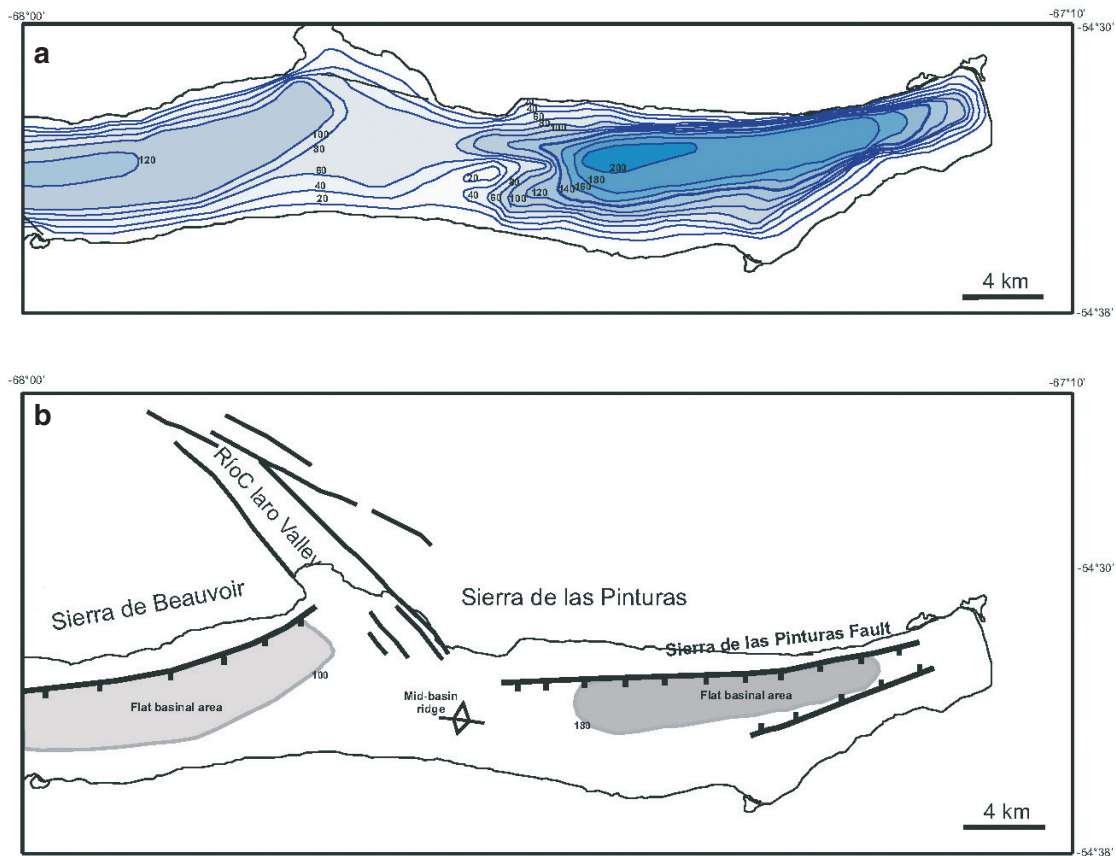 -68°00'
-67°10'
-54°30'
a
100
80
60
40
20
120
20
40
60
80
100
20
40
60
80
100
120
140
160
180
200
4 km
-54°38'
-68°00'
-67°10'
b
RíoC laro Valley
-54°30'
Sierra de Beauvoir
Sierra de las Pinturas
Sierra de las Pinturas Fault
100
Mid-basin
ridge
Flat basinal area
Flat basinal area
180
4 km
-54°38'